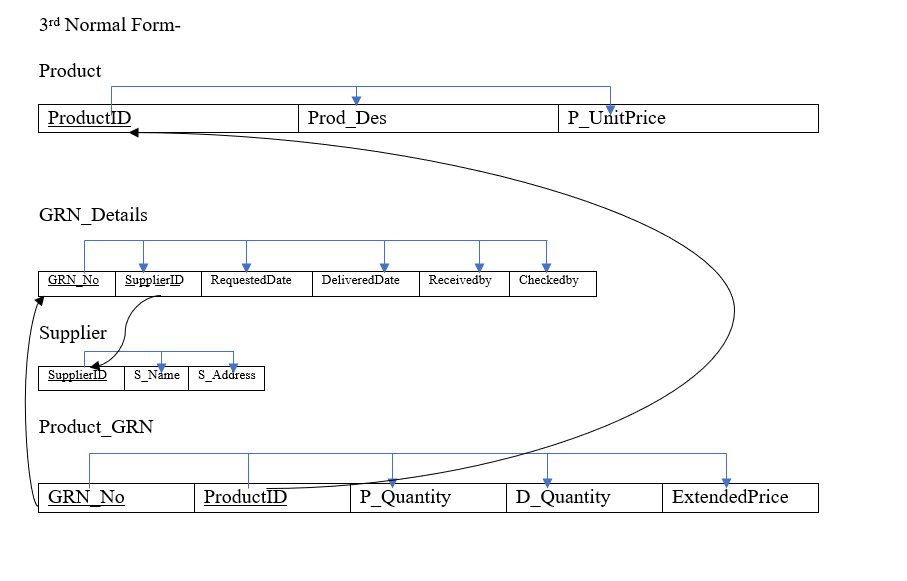 3rd Normal Form-
Product
ProductID Prod_Des P_UnitPrice
GRN_Details
GRN_No SupplierID RequestedDate DeliveredDate Receivedby Checkedby
Supplier
SupplierID S_Name S_Address
Product_GRN
GRN_No ProductID P_Quantity D_Quantity ExtendedPrice